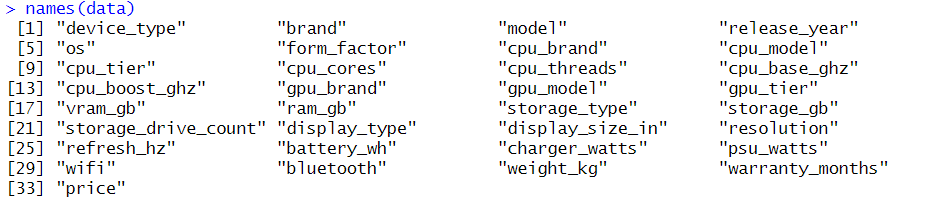 > names(data)
[1] "device_type" "brand" "model" "release_year"
[5] "os" "form_factor" "cpu_brand" "cpu_model"
[9] "cpu_tier" "cpu_cores" "cpu_threads" "cpu_base_ghz"
[13] "cpu_boost_ghz" "gpu_brand" "gpu_model" "gpu_tier"
[17] "vram_gb" "ram_gb" "storage_type" "storage_gb"
[21] "storage_drive_count" "display_type" "display_size_in" "resolution"
[25] "refresh_hz" "battery_wh" "charger_watts" "psu_watts"
[29] "wifi" "bluetooth" "weight_kg" "warranty_months"
[33] "price"